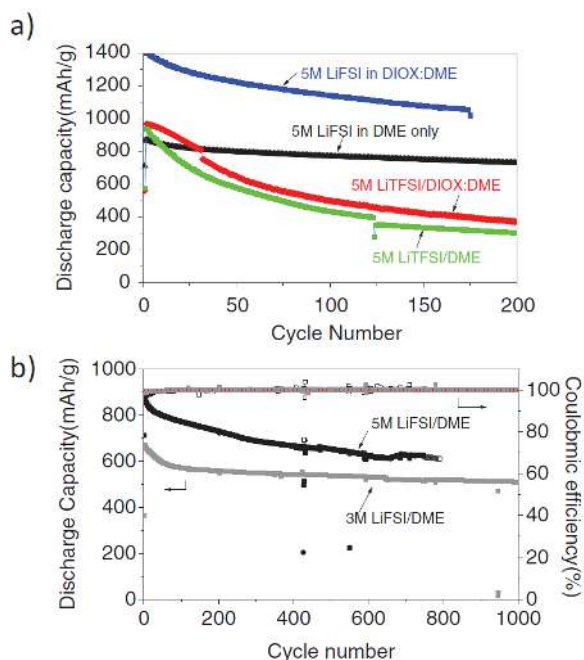 a)
1400
1200
1000
800
600
400
200
0
Discharge capacity(mAh/g)
5M LiFSI in DIOX:DME
5M LiFSI in DME only
5M LiTFSI/DIOX:DME
5M LiTFSI/DME
0 50 100 150 200
Cycle Number
b)
1000
800
600
400
200
0
Discharge Capacity(mAh/g)
5M LiFSI/DME
3M LiFSI/DME
100
80
60
40
20
0
Coulobmic efficiency(%)
0 200 400 600 800 1000
Cycle number